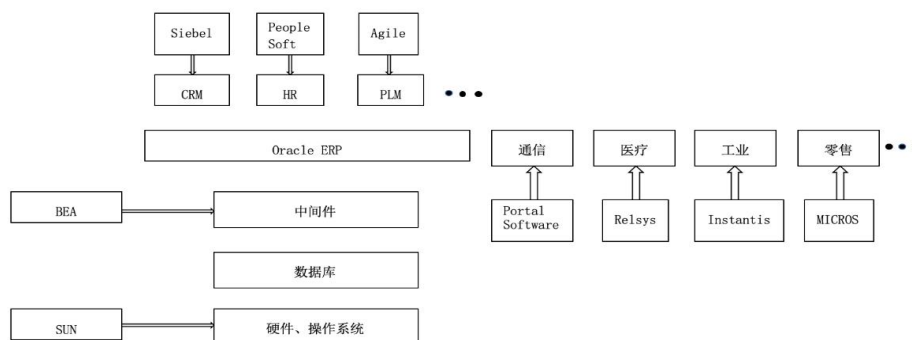 Siebel
People
Soft
Agile
CRM
HR
PLM
Oracle ERP
通信
医疗
工业
零售
BEA
中间件
Portal
Software
Relsys
Instantis
MICROS
数据库
SUN
硬件、操作系统